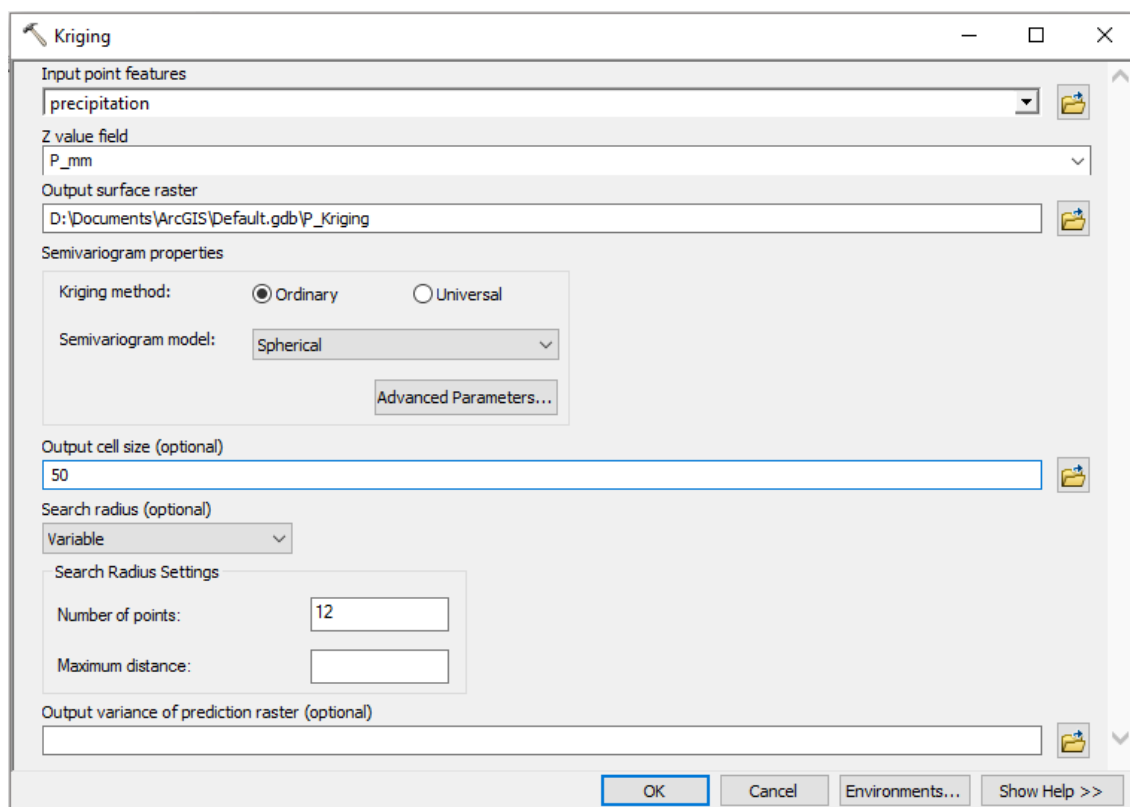 Kriging
Input point features
precipitation
Z value field
P_mm
Output surface raster
D:\Documents\ArcGIS\Default.gdb\P_Kriging
Semivariogram properties
Kriging method: Ordinary Universal
Semivariogram model: Spherical
Advanced Parameters...
Output cell size (optional)
50
Search radius (optional)
Variable
Search Radius Settings
Number of points: 12
Maximum distance:
Output variance of prediction raster (optional)
OK Cancel Environments... Show Help >>